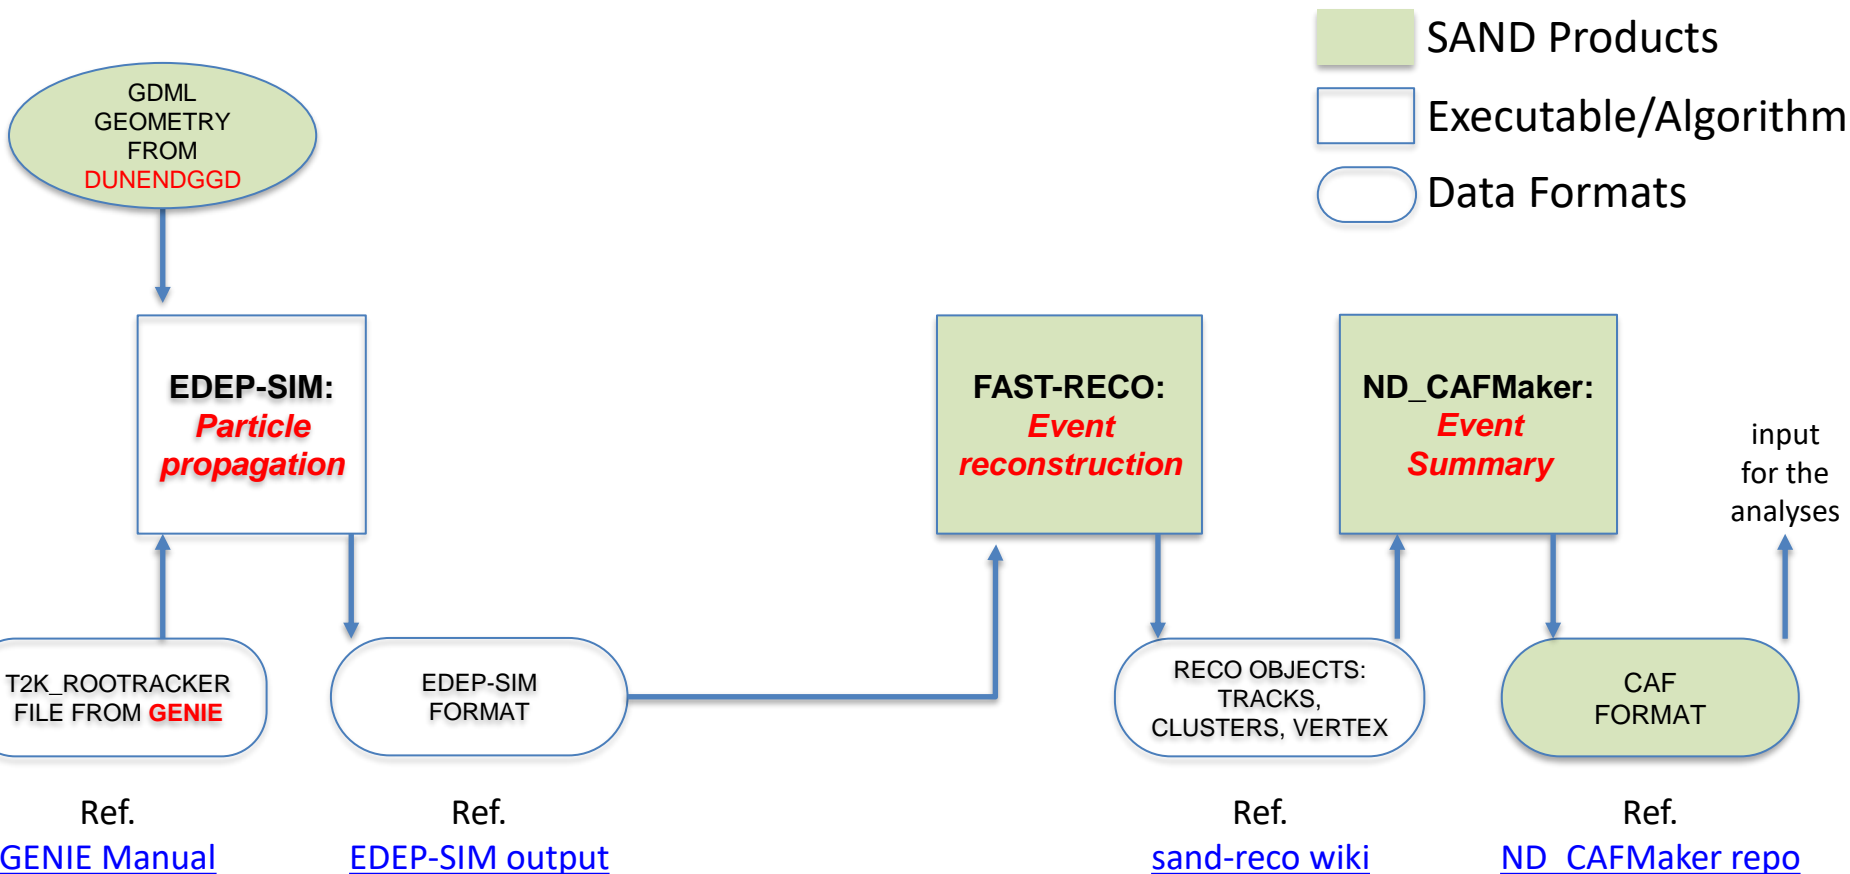 SAND Products
Executable/Algorithm
Data Formats
GDML
GEOMETRY
FROM
DUNENDGGD
EDEP-SIM:
Particle
propagation
FAST-RECO:
Event
reconstruction
ND_CAFMaker:
Event
Summary
input
for the
analyses
T2K_ROOTRACKER
FILE FROM GENIE
EDEP-SIM
FORMAT
RECO OBJECTS:
TRACKS,
CLUSTERS, VERTEX
CAF
FORMAT
Ref.
GENIE Manual
Ref.
EDEP-SIM output
Ref.
sand-reco wiki
Ref.
ND_CAFMaker repo